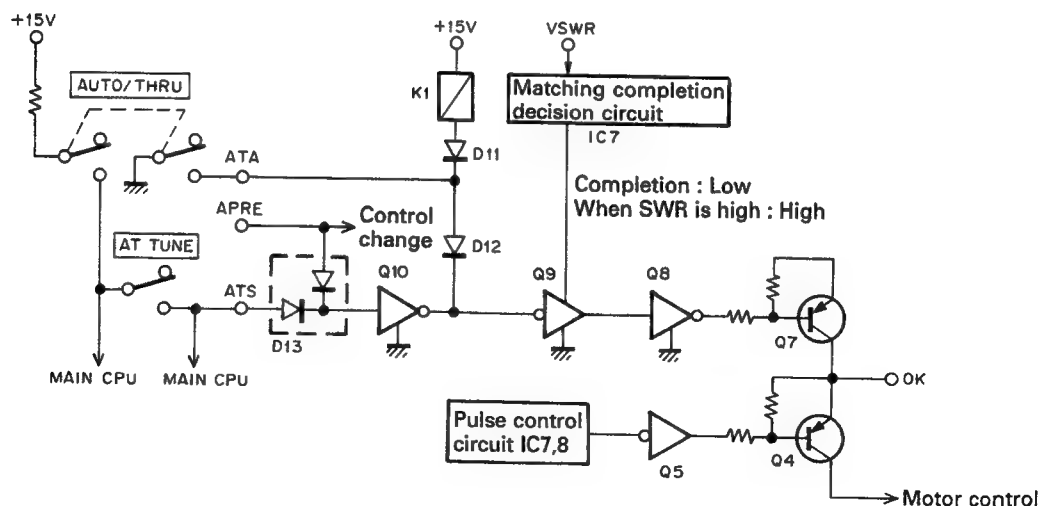 +15V
+15V
VSWR
AUTO/THRU
K1
Matching completion
decision circuit
IC7
D11
ATA
Completion : Low
When SWR is high : High
APRE
Control
change
D12
AT TUNE
Q10
Q9
Q8
ATS
D13
Q7
MAIN CPU
MAIN CPU
OK
Pulse control
circuit IC7,8
Q5
Q4
Motor control